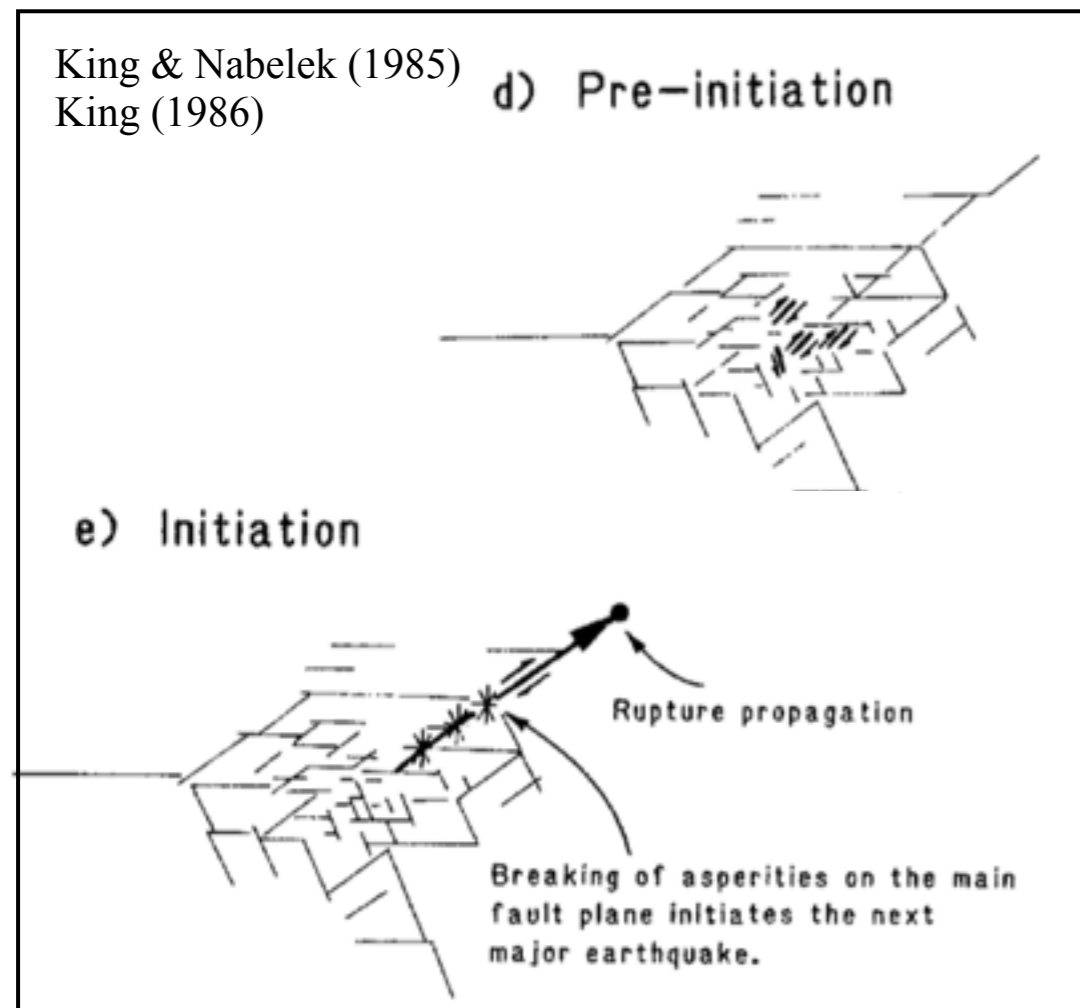 King & Nabelek (1985)
King (1986)
d) Pre-initiation
e) Initiation
Rupture propagation
Breaking of asperities on the main
fault plane initiates the next
major earthquake.